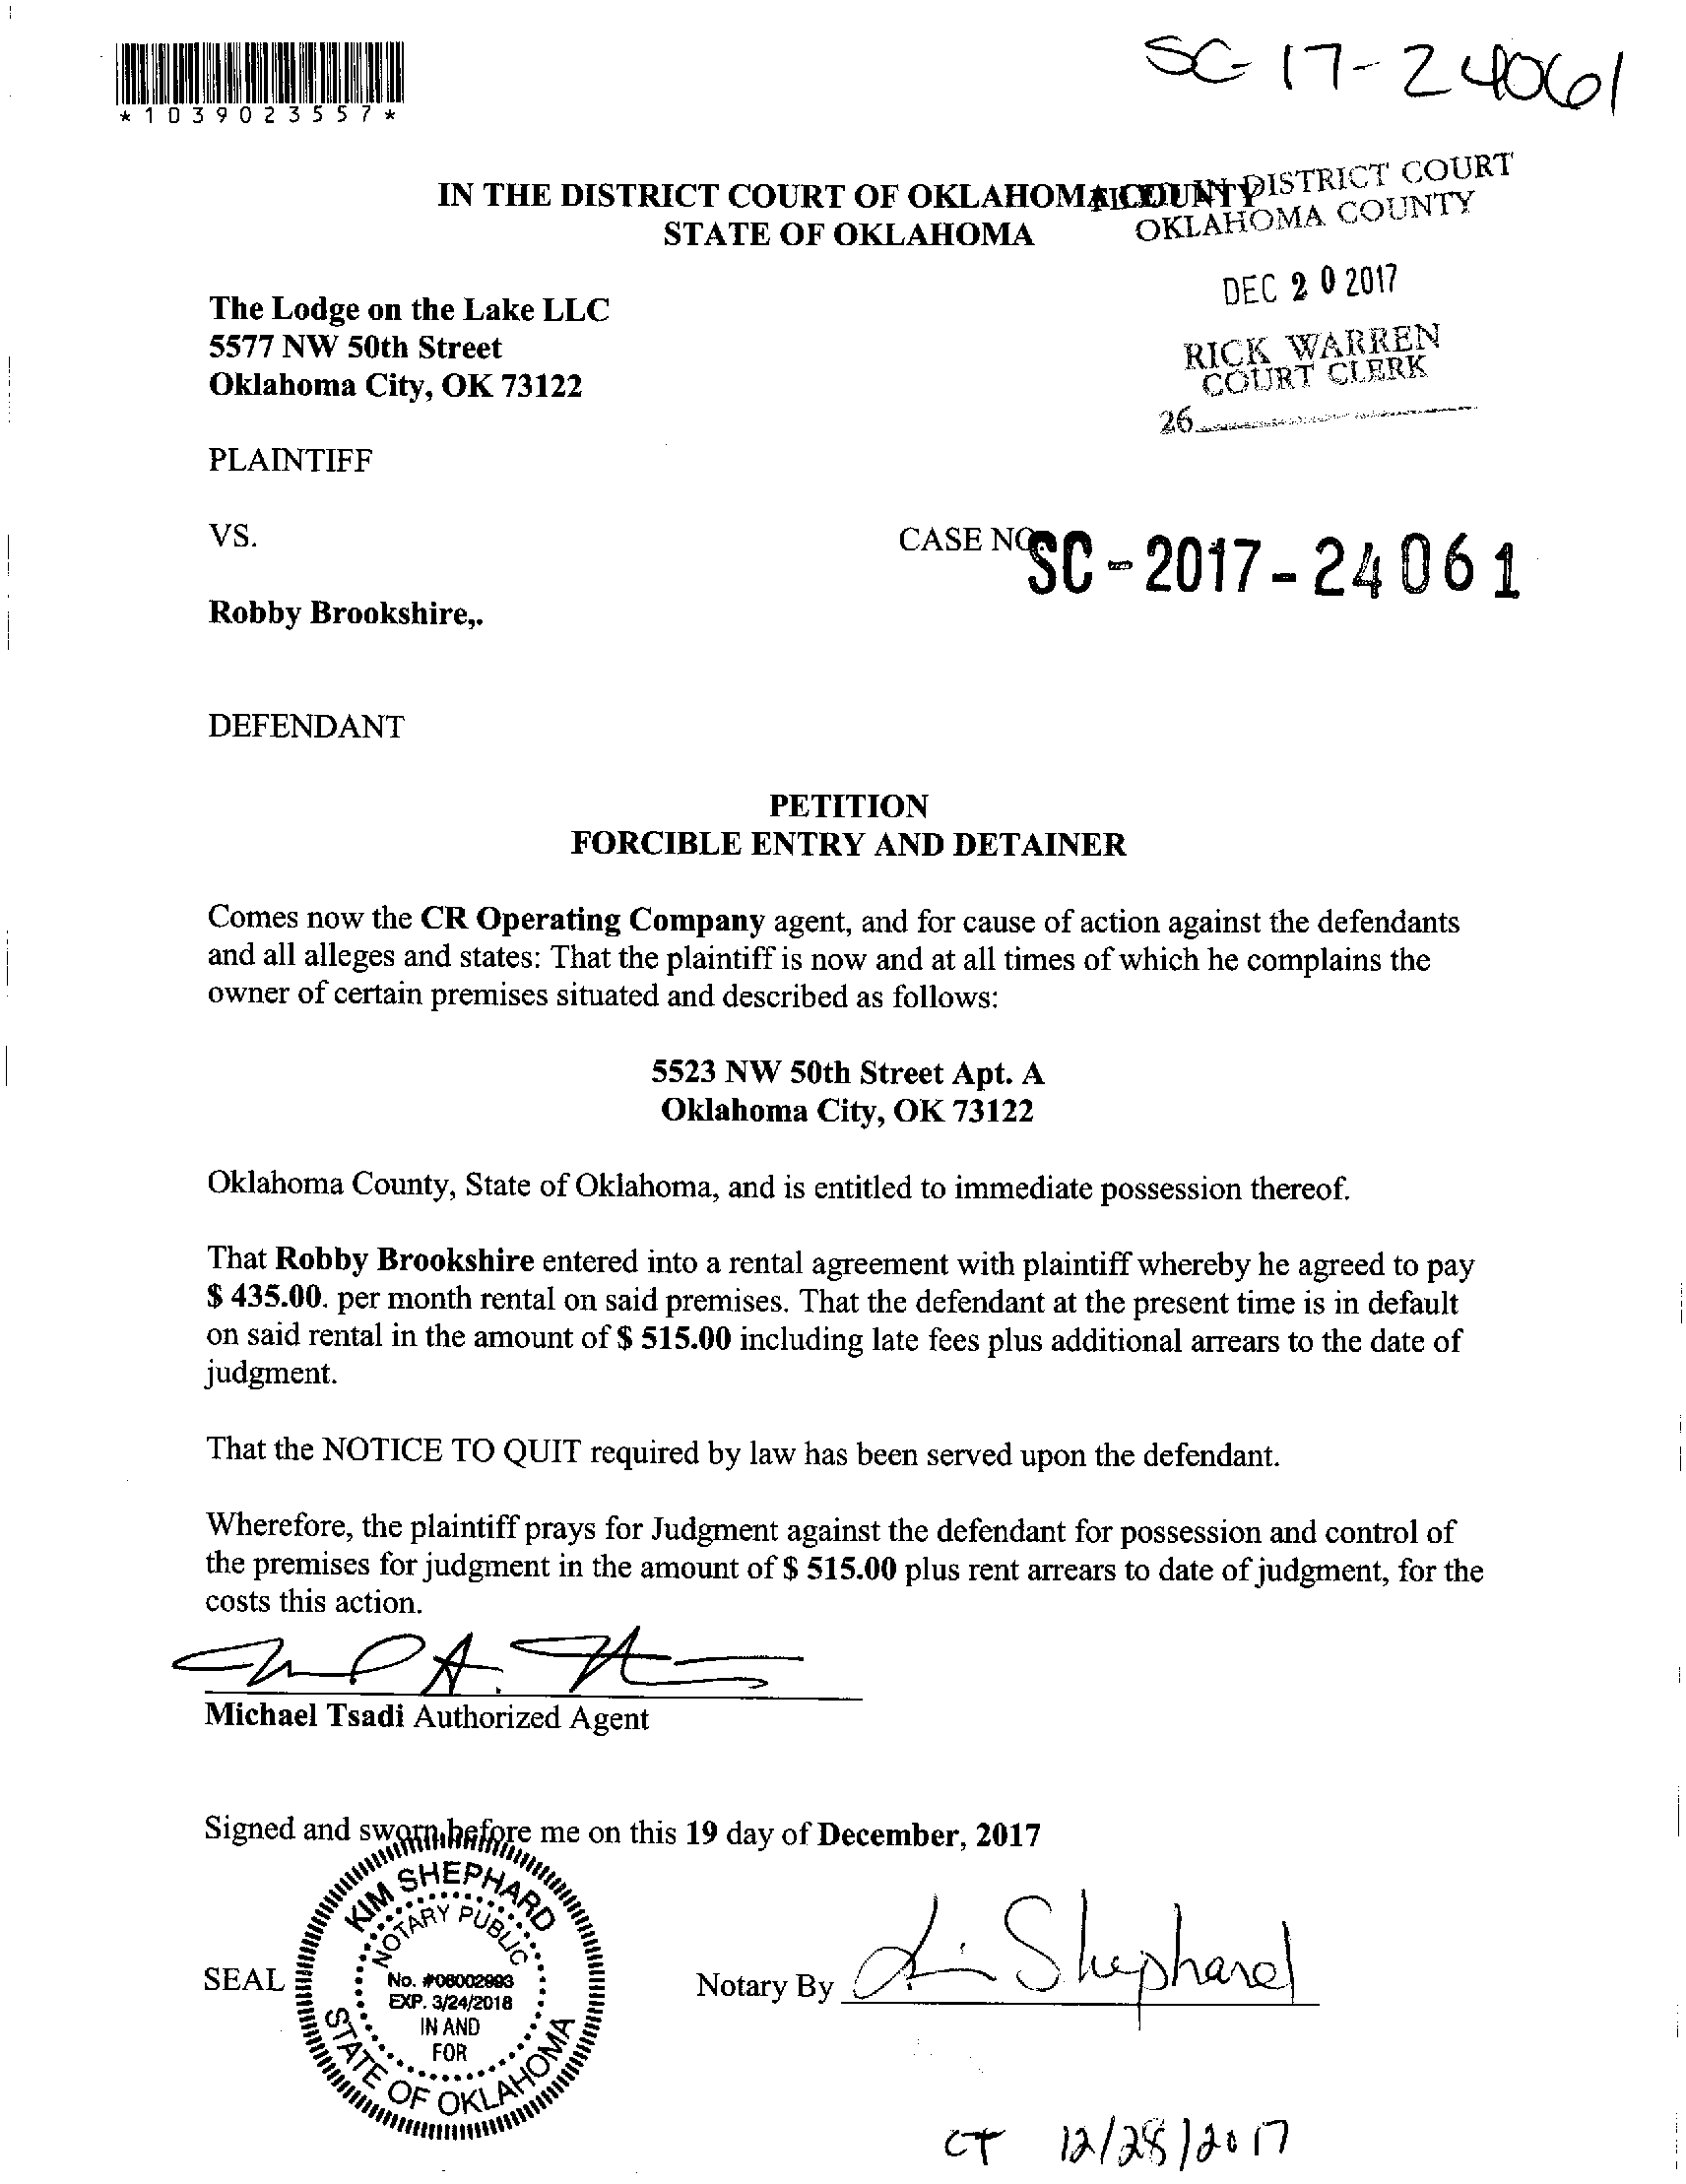 SC-17-24061
*1039023557*
IN THE DISTRICT COURT OF OKLAHOMA COUNTY
STATE OF OKLAHOMA
FILED IN DISTRICT COURT
OKLAHOMA COUNTY
DEC 20 2017
RICK WARREN
COURT CLERK
26
The Lodge on the Lake LLC
5577 NW 50th Street
Oklahoma City, OK 73122
PLAINTIFF
VS.
CASE NO
SC-2017-24061
Robby Brookshire,.
DEFENDANT
PETITION
FORCIBLE ENTRY AND DETAINER
Comes now the CR Operating Company agent, and for cause of action against the defendants
and all alleges and states: That the plaintiff is now and at all times of which he complains the
owner of certain premises situated and described as follows:
5523 NW 50th Street Apt. A
Oklahoma City, OK 73122
Oklahoma County, State of Oklahoma, and is entitled to immediate possession thereof.
That Robby Brookshire entered into a rental agreement with plaintiff whereby he agreed to pay
$ 435.00. per month rental on said premises. That the defendant at the present time is in default
on said rental in the amount of $ 515.00 including late fees plus additional arrears to the date of
judgment.
That the NOTICE TO QUIT required by law has been served upon the defendant.
Wherefore, the plaintiff prays for Judgment against the defendant for possession and control of
the premises for judgment in the amount of $ 515.00 plus rent arrears to date of judgment, for the
costs this action.
Michael Tsadi Authorized Agent
Signed and sworn before me on this 19 day of December, 2017
SEAL
KIM SHEPHARD
NOTARY PUBLIC
No. #06002993
EXP. 3/24/2018
IN AND
FOR
STATE OF OKLAHOMA
Notary By
Shephard
CT 12/28/2017